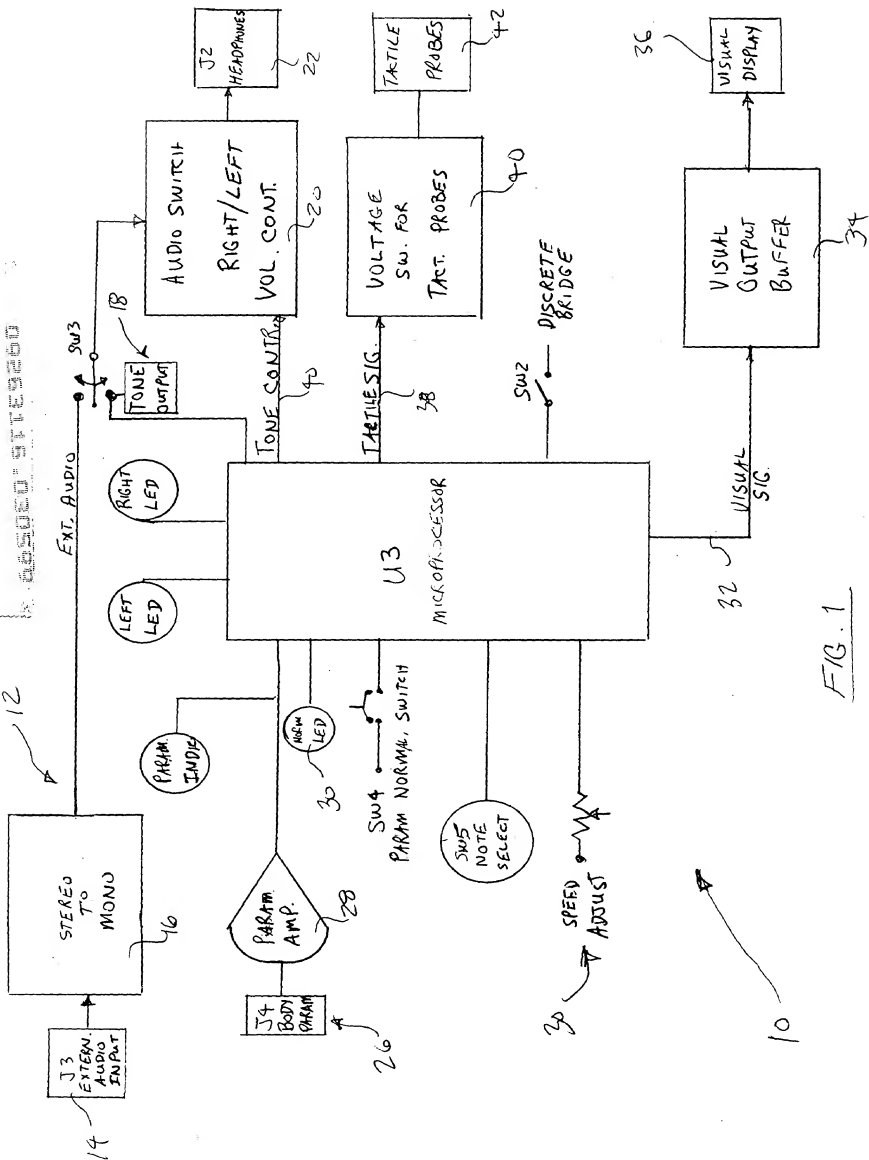 12
14
J3
EXTERN.
AUDIO
INPUT
STEREO
TO
MONO
16
EXT. AUDIO
SW3
TONE
OUTPUT
18
AUDIO SWITCH
RIGHT/LEFT
VOL. CONT.
20
J2
HEADPHONES
22
LEFT
LED
RIGHT
LED
TONE CONTR.
40
J4
BODY
PARAM
26
PARAM.
AMP.
28
PARAM.
INDIC
NORM
LED
30
SW4
PARAM NORMAL, SWITCH
SW5
NOTE
SELECT
30
SPEED
ADJUST
U3
MICROPROCESSOR
TACTILE SIG.
38
VOLTAGE
SW. FOR
TACT. PROBES
40
TACTILE
PROBES
42
SW2
DISCRETE
BRIDGE
32
VISUAL
SIG.
VISUAL
OUTPUT
BUFFER
34
VISUAL
DISPLAY
36
10
FIG. 1